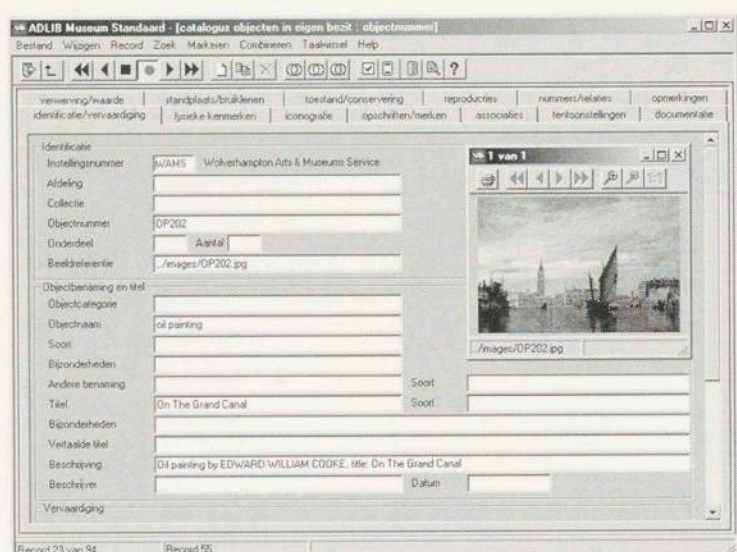 ADLIB Museum Standaard - [catalogus objecten in eigen bezit : objectnummer]
Bestand Wijzigen Record Zoek Markeren Combineren Taalwissel Help
verwerving/waarde standplaats/bruiklenen toestand/conservering reproducties nummers/relaties opmerkingen
identificatie/vervaardiging fysieke kenmerken iconografie opschriften/merken associaties tentoonstellingen documentatie
Identificatie
Instellingsnummer WAMS Wolverhampton Arts & Museums Service
Afdeling
Collectie
Objectnummer OP202
Onderdeel Aantal
Beeldreferentie ../images/OP202.jpg
1 van 1
../images/OP202.jpg
Objectbenaming en titel
Objectcategorie
Objectnaam oil painting
Soort
Bijzonderheden
Andere benaming Soort
Titel On The Grand Canal Soort
Bijzonderheden
Vertaalde titel
Beschrijving Oil painting by EDWARD WILLIAM COOKE, title: On The Grand Canal
Beschrijver Datum
Vervaardiging
Record 23 van 94 Record 55